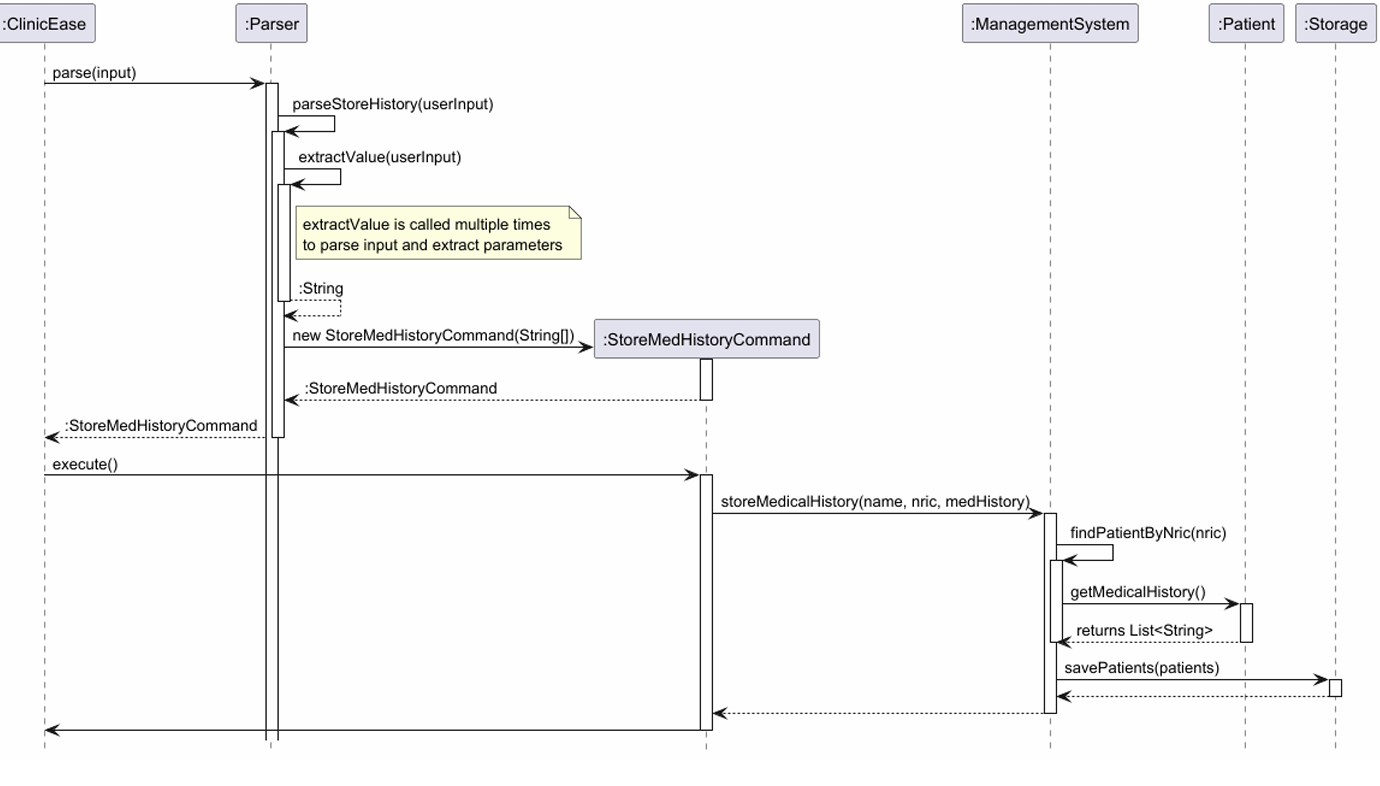 :ClinicEase
:Parser
:ManagementSystem
:Patient
:Storage
parse(input)
parseStoreHistory(userInput)
extractValue(userInput)
extractValue is called multiple times
to parse input and extract parameters
:String
new StoreMedHistoryCommand(String[])
:StoreMedHistoryCommand
:StoreMedHistoryCommand
:StoreMedHistoryCommand
execute()
storeMedicalHistory(name, nric, medHistory)
findPatientByNric(nric)
getMedicalHistory()
returns List<String>
savePatients(patients)